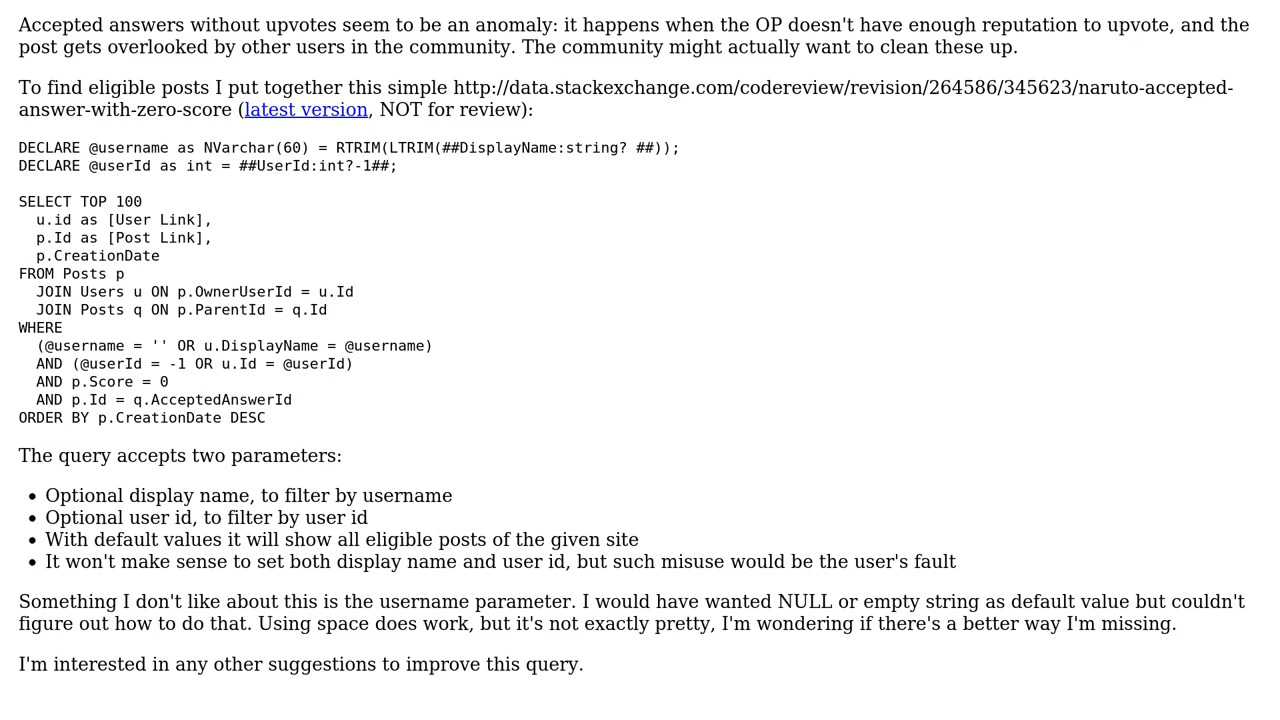 Accepted answers without upvotes seem to be an anomaly: it happens when the OP doesn't have enough reputation to upvote, and the
post gets overlooked by other users in the community. The community might actually want to clean these up.
To find eligible posts I put together this simple http://data.stackexchange.com/codereview/revision/264586/345623/naruto-accepted-
answer-with-zero-score (latest version, NOT for review):
DECLARE @username as NVarchar(60) = RTRIM(LTRIM(##DisplayName:string? ##));
DECLARE @userId as int = ##UserId:int?-1##;
SELECT TOP 100
  u.id as [User Link],
  p.Id as [Post Link],
  p.CreationDate
FROM Posts p
  JOIN Users u ON p.OwnerUserId = u.Id
  JOIN Posts q ON p.ParentId = q.Id
WHERE
  (@username = '' OR u.DisplayName = @username)
  AND (@userId = -1 OR u.Id = @userId)
  AND p.Score = 0
  AND p.Id = q.AcceptedAnswerId
ORDER BY p.CreationDate DESC
The query accepts two parameters:
• Optional display name, to filter by username
• Optional user id, to filter by user id
• With default values it will show all eligible posts of the given site
• It won't make sense to set both display name and user id, but such misuse would be the user's fault
Something I don't like about this is the username parameter. I would have wanted NULL or empty string as default value but couldn't
figure out how to do that. Using space does work, but it's not exactly pretty, I'm wondering if there's a better way I'm missing.
I'm interested in any other suggestions to improve this query.